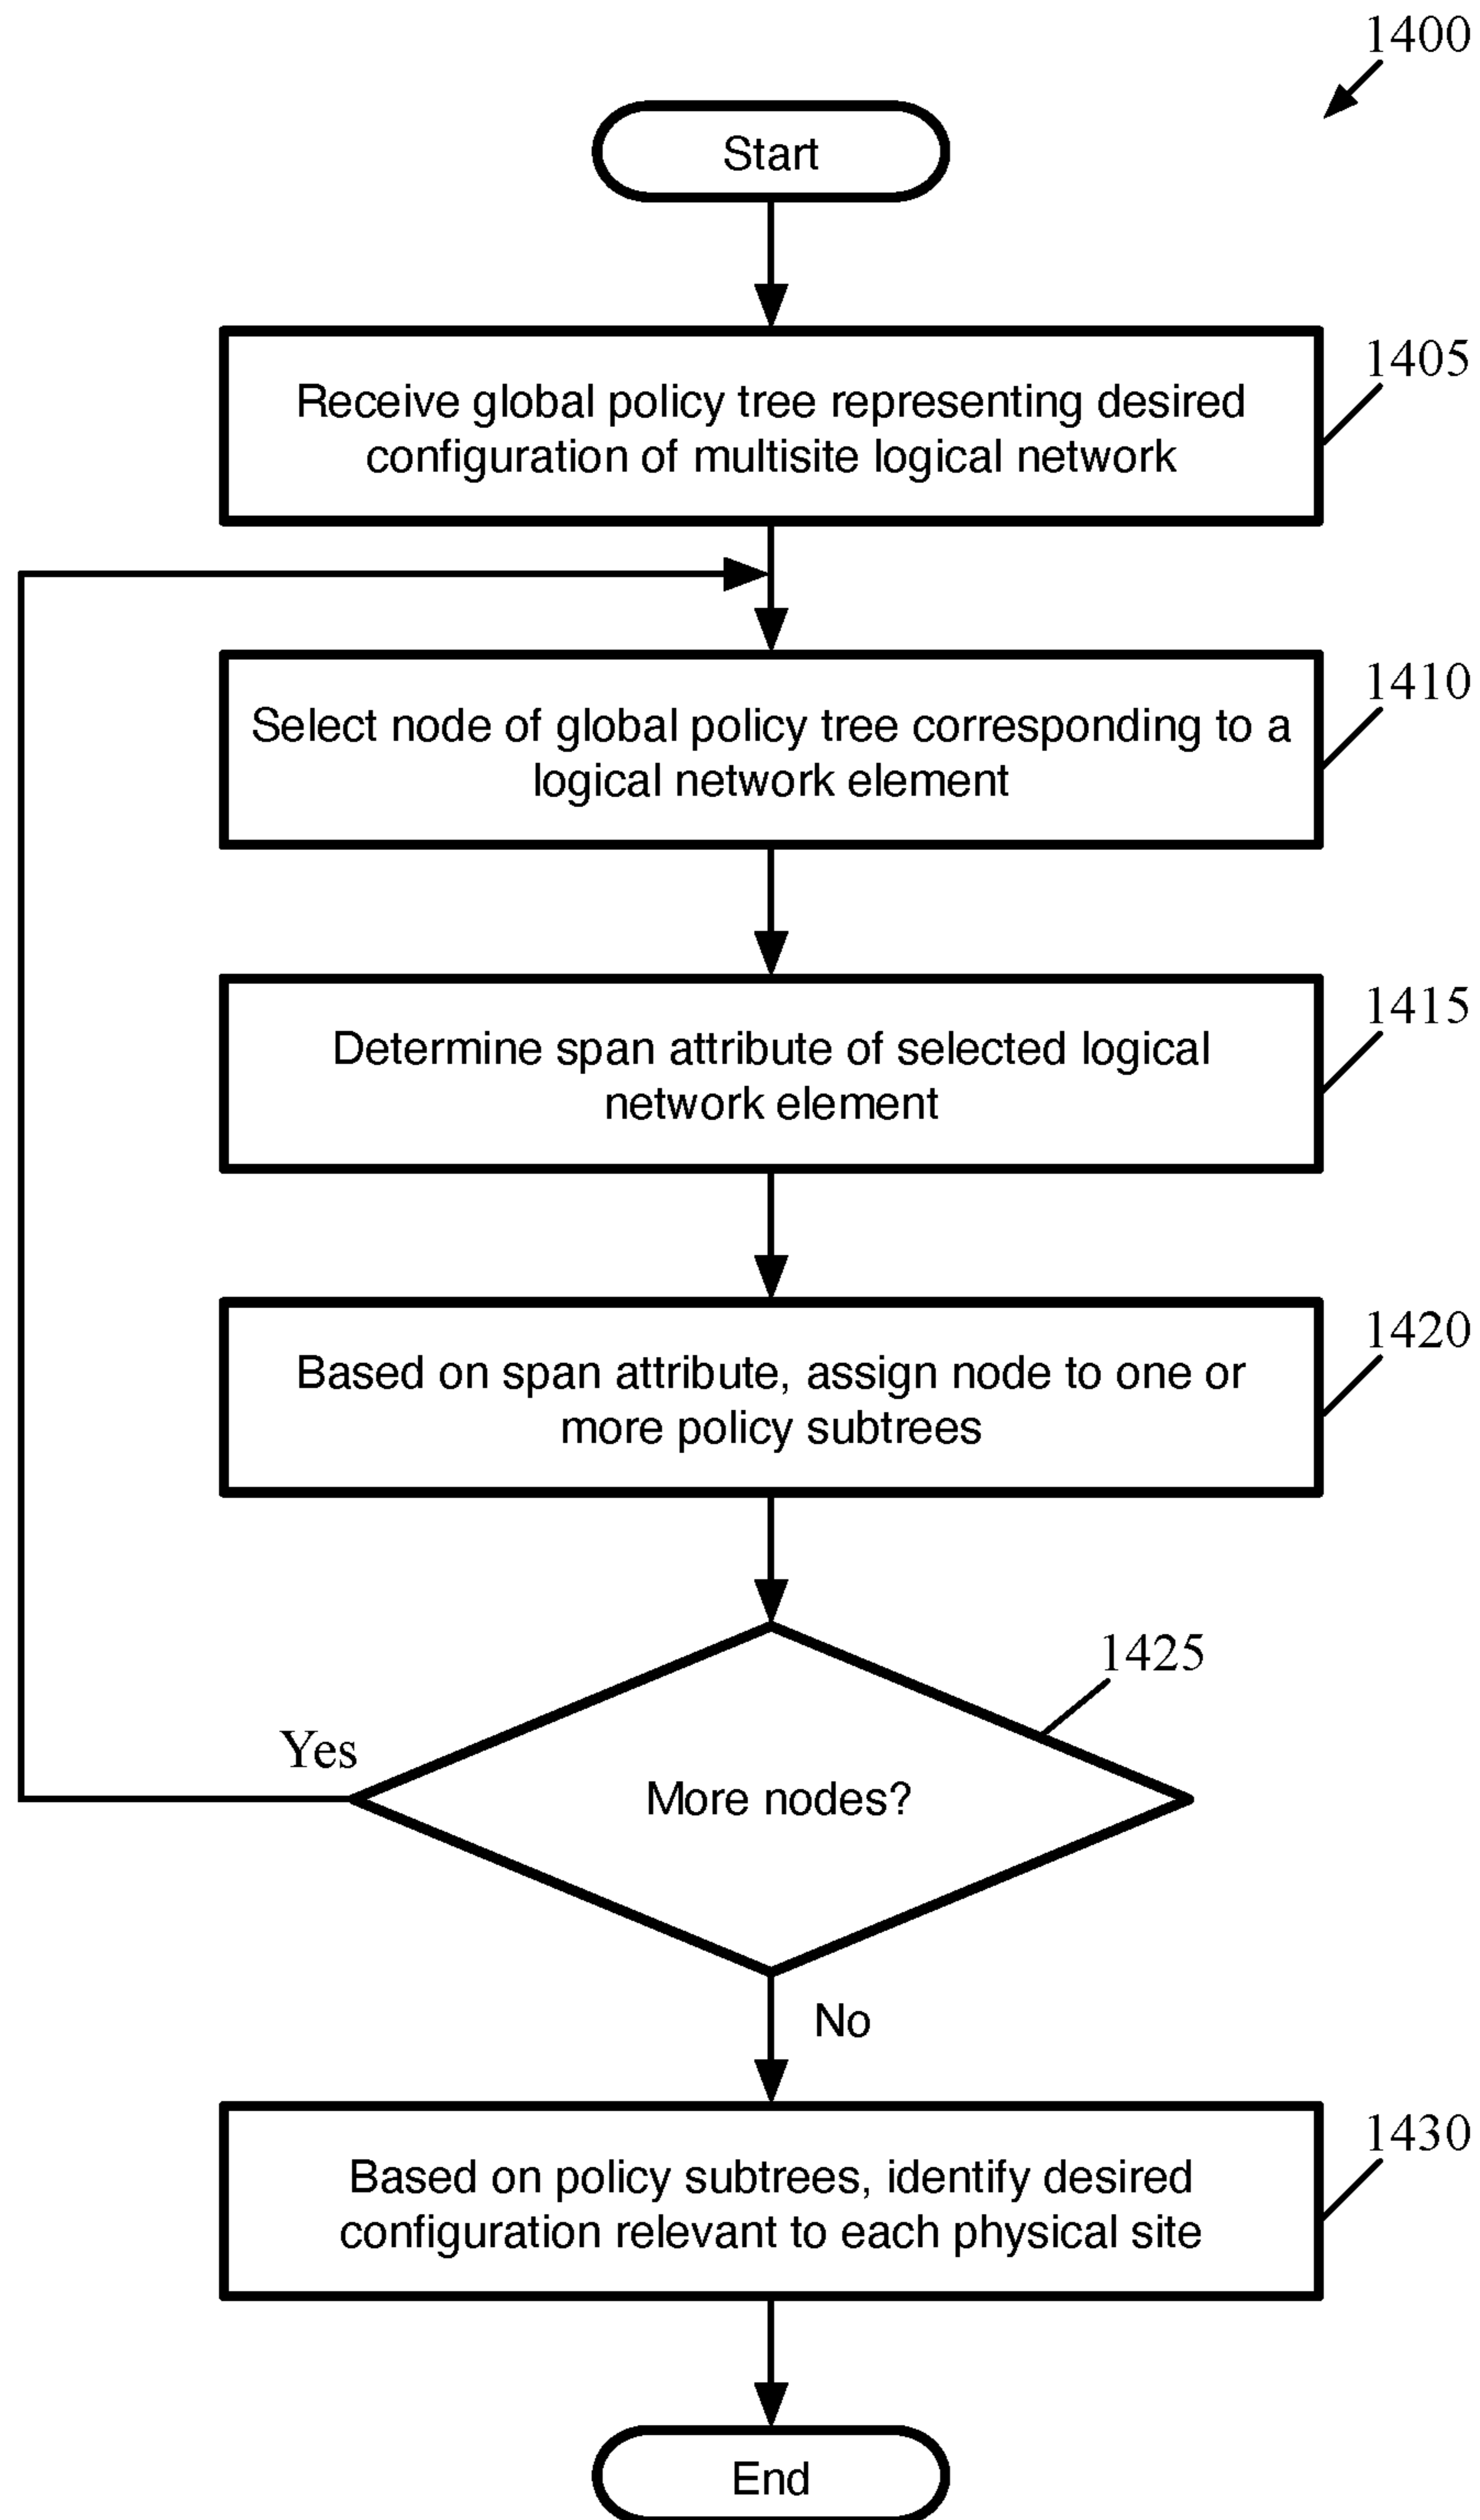 1400
Start
1405
Receive global policy tree representing desired
configuration of multisite logical network
1410
Select node of global policy tree corresponding to a
logical network element
1415
Determine span attribute of selected logical
network element
1420
Based on span attribute, assign node to one or
more policy subtrees
1425
Yes
More nodes?
No
1430
Based on policy subtrees, identify desired
configuration relevant to each physical site
End